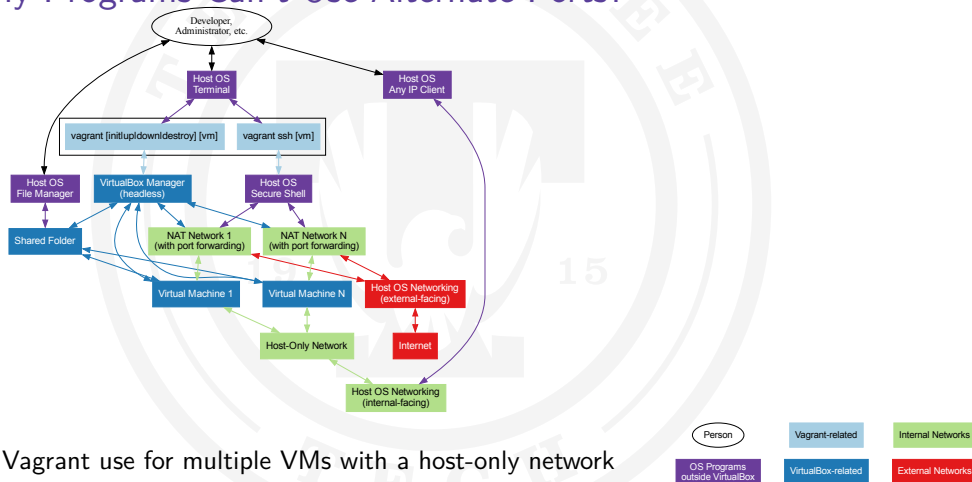 ny Programs Can't Use Alternate Ports?
Developer,
Administrator, etc.
Host OS
Terminal
Host OS
Any IP Client
vagrant [init|up|down|destroy] [vm]
vagrant ssh [vm]
Host OS
File Manager
VirtualBox Manager
(headless)
Host OS
Secure Shell
Shared Folder
NAT Network 1
(with port forwarding)
NAT Network N
(with port forwarding)
Virtual Machine 1
Virtual Machine N
Host OS Networking
(external-facing)
Host-Only Network
Internet
Host OS Networking
(internal-facing)
19
15
Vagrant use for multiple VMs with a host-only network
Person
Vagrant-related
Internal Networks
OS Programs
outside VirtualBox
VirtualBox-related
External Networks